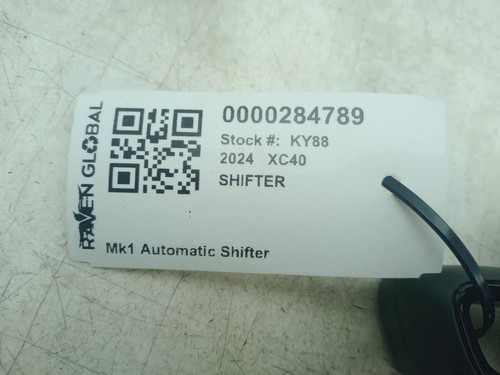 RAVEN GLOBAL
0000284789
Stock #: KY88
2024 XC40
SHIFTER
Mk1 Automatic Shifter